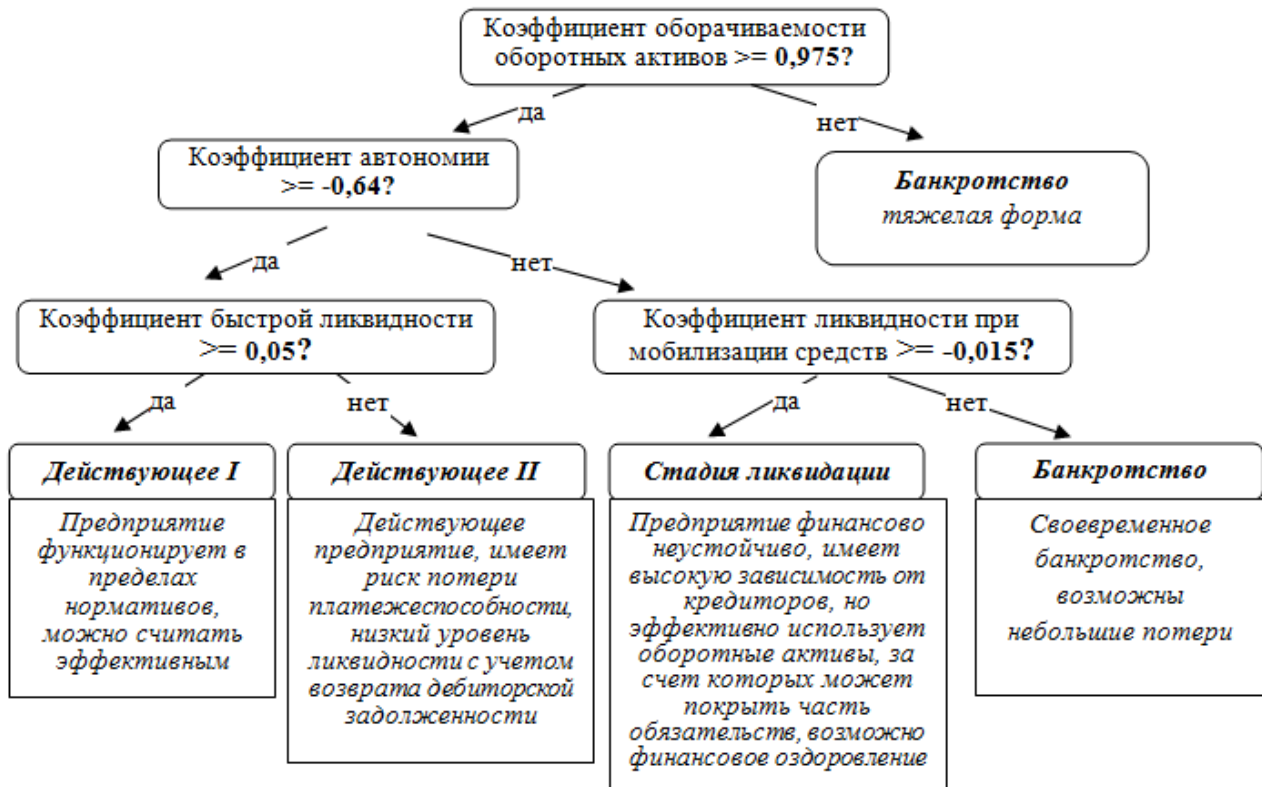 Коэффициент оборачиваемости
оборотных активов >= 0,975?
да
нет
Коэффициент автономии
>= -0,64?
Банкротство
тяжелая форма
да
нет
Коэффициент быстрой ликвидности
>= 0,05?
Коэффициент ликвидности при
мобилизации средств >= -0,015?
да
нет
да
нет
Действующее I
Предприятие
функционирует в
пределах
нормативов,
можно считать
эффективным
Действующее II
Действующее
предприятие, имеет
риск потери
платежеспособности,
низкий уровень
ликвидности с учетом
возврата дебиторской
задолженности
Стадия ликвидации
Предприятие финансово
неустойчиво, имеет
высокую зависимость от
кредиторов, но
эффективно использует
оборотные активы, за
счет которых может
покрыть часть
обязательств, возможно
финансовое оздоровление
Банкротство
Своевременное
банкротство,
возможны
небольшие потери